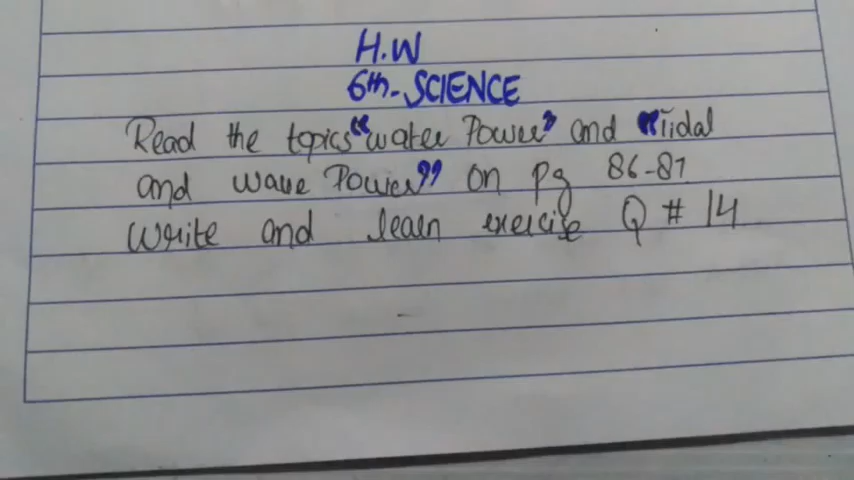 H.W
6th-SCIENCE
Read the topics "water Power" and "Tidal
and wave Power" on pg 86-87
Write and learn exercise Q # 14